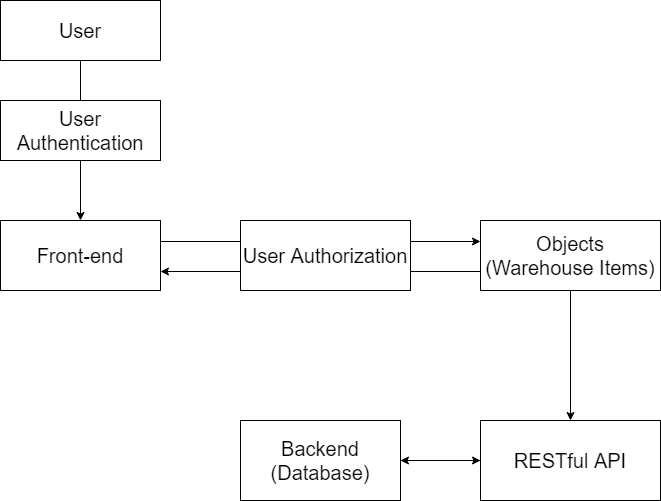 User
User
Authentication
Front-end
User Authorization
Objects
(Warehouse Items)
Backend
(Database)
RESTful API